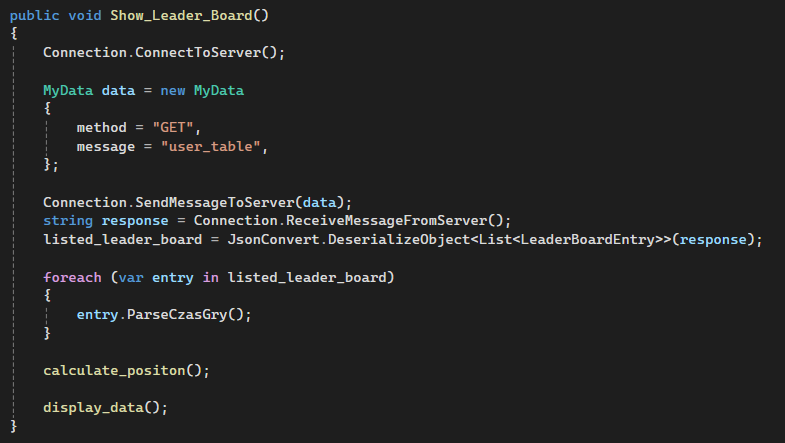 public void Show_Leader_Board()
{
    Connection.ConnectToServer();

    MyData data = new MyData
    {
        method = "GET",
        message = "user_table",
    };

    Connection.SendMessageToServer(data);
    string response = Connection.ReceiveMessageFromServer();
    listed_leader_board = JsonConvert.DeserializeObject<List<LeaderBoardEntry>>(response);

    foreach (var entry in listed_leader_board)
    {
        entry.ParseCzasGry();
    }

    calculate_positon();

    display_data();
}